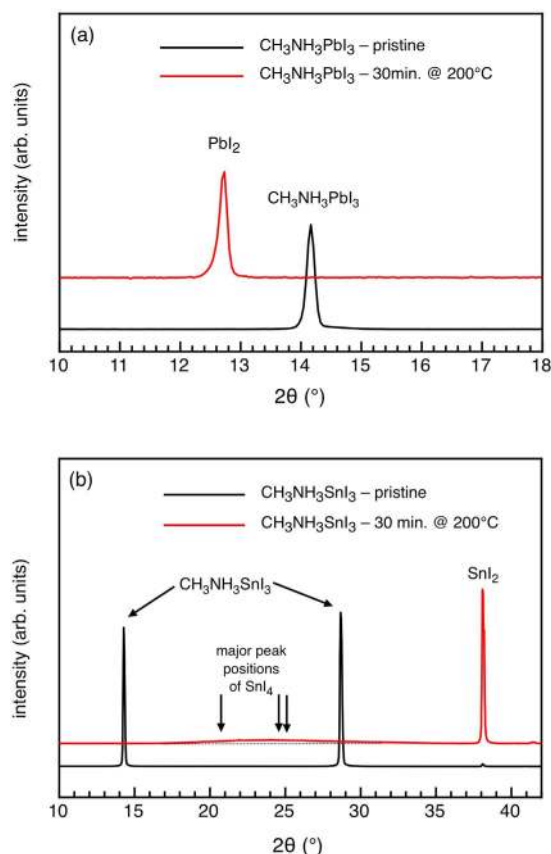 (a)
CH₃NH₃PbI₃ – pristine
CH₃NH₃PbI₃ – 30min. @ 200°C
PbI₂
CH₃NH₃PbI₃
intensity (arb. units)
10 11 12 13 14 15 16 17 18
2θ (°)
(b)
CH₃NH₃SnI₃ – pristine
CH₃NH₃SnI₃ – 30 min. @ 200°C
SnI₂
CH₃NH₃SnI₃
major peak
positions
of SnI₄
intensity (arb. units)
10 15 20 25 30 35 40
2θ (°)